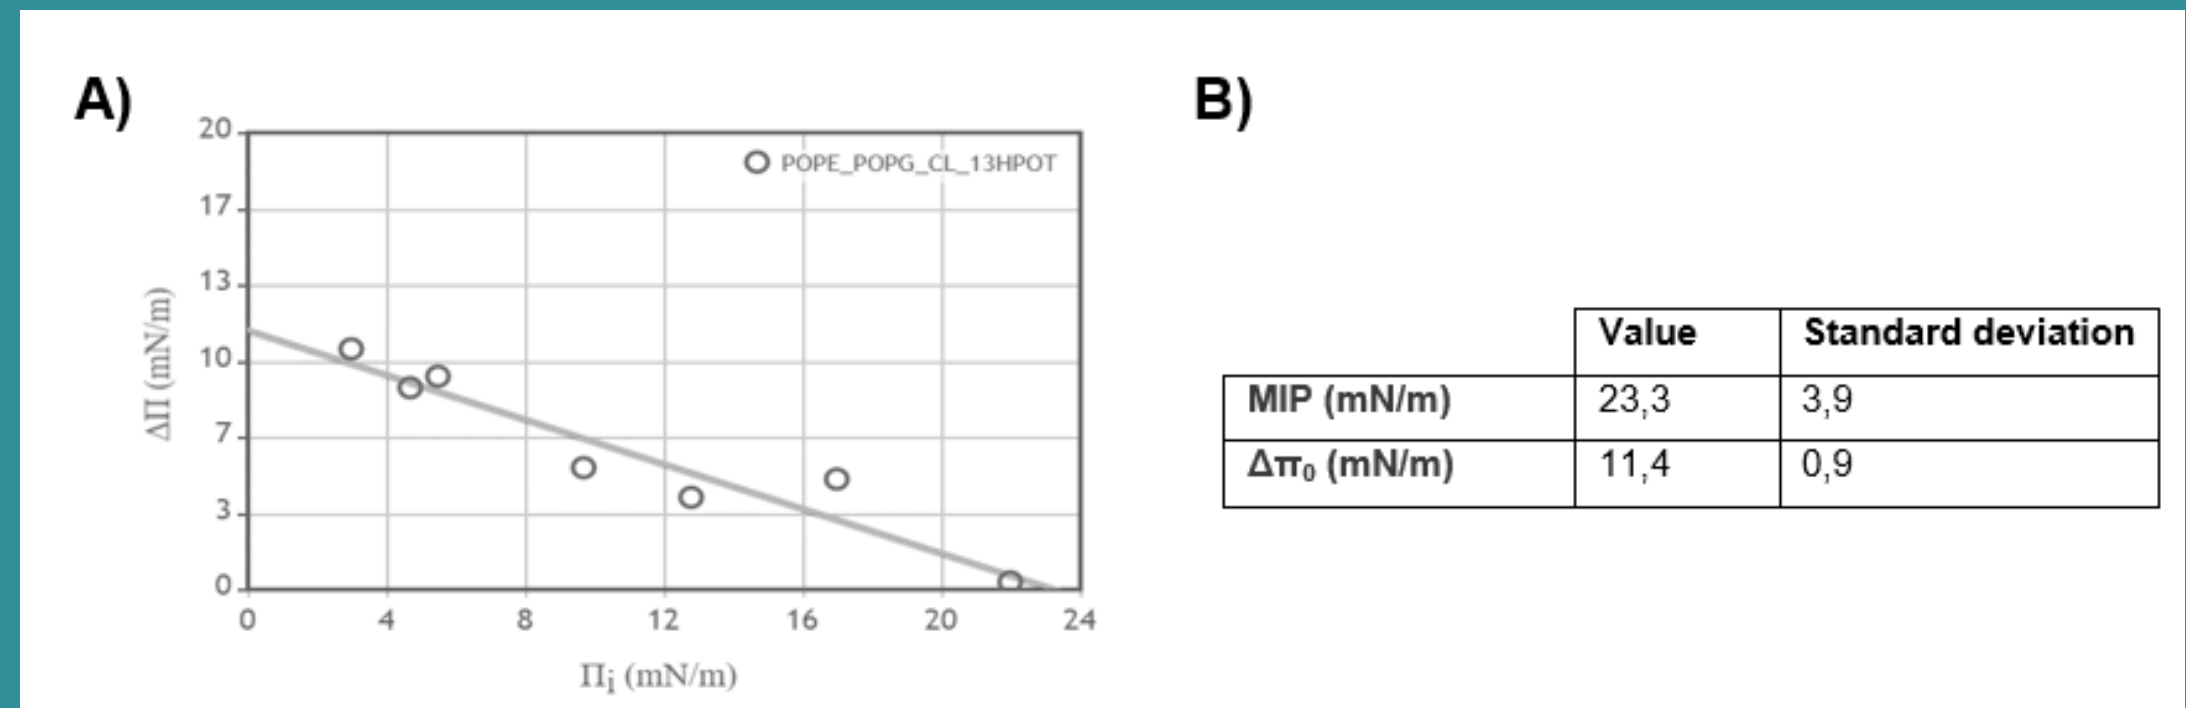 A)
20
17
13
10
7
3
0
ΔΠ (mN/m)
POPE_POPG_CL_13HPOT
0 4 8 12 16 20 24
Πi (mN/m)
B)
Value Standard deviation
MIP (mN/m) 23,3 3,9
Δπ₀ (mN/m) 11,4 0,9